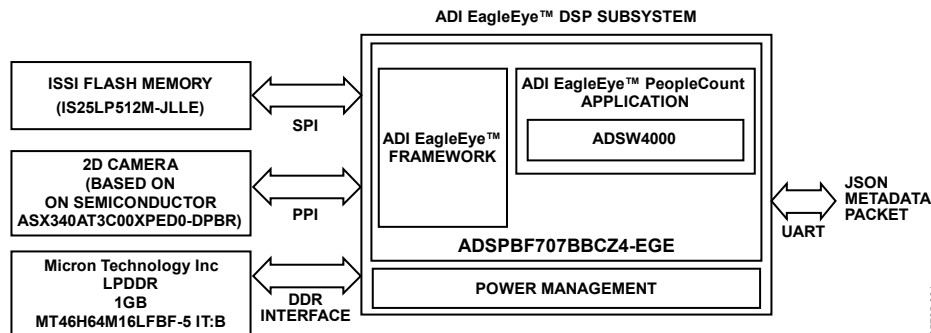 ADI EagleEye™ DSP SUBSYSTEM
ISSI FLASH MEMORY
(IS25LP512M-JLLE)
SPI
2D CAMERA
(BASED ON
ON SEMICONDUCTOR
ASX340AT3C00XPED0-DPBR)
PPI
Micron Technology Inc
LPDDR
1GB
MT46H64M16LFBF-5 IT:B
DDR
INTERFACE
ADI EagleEye™
FRAMEWORK
ADI EagleEye™ PeopleCount
APPLICATION
ADSW4000
ADSPBF707BBCZ4-EGE
POWER MANAGEMENT
UART
JSON
METADATA
PACKET